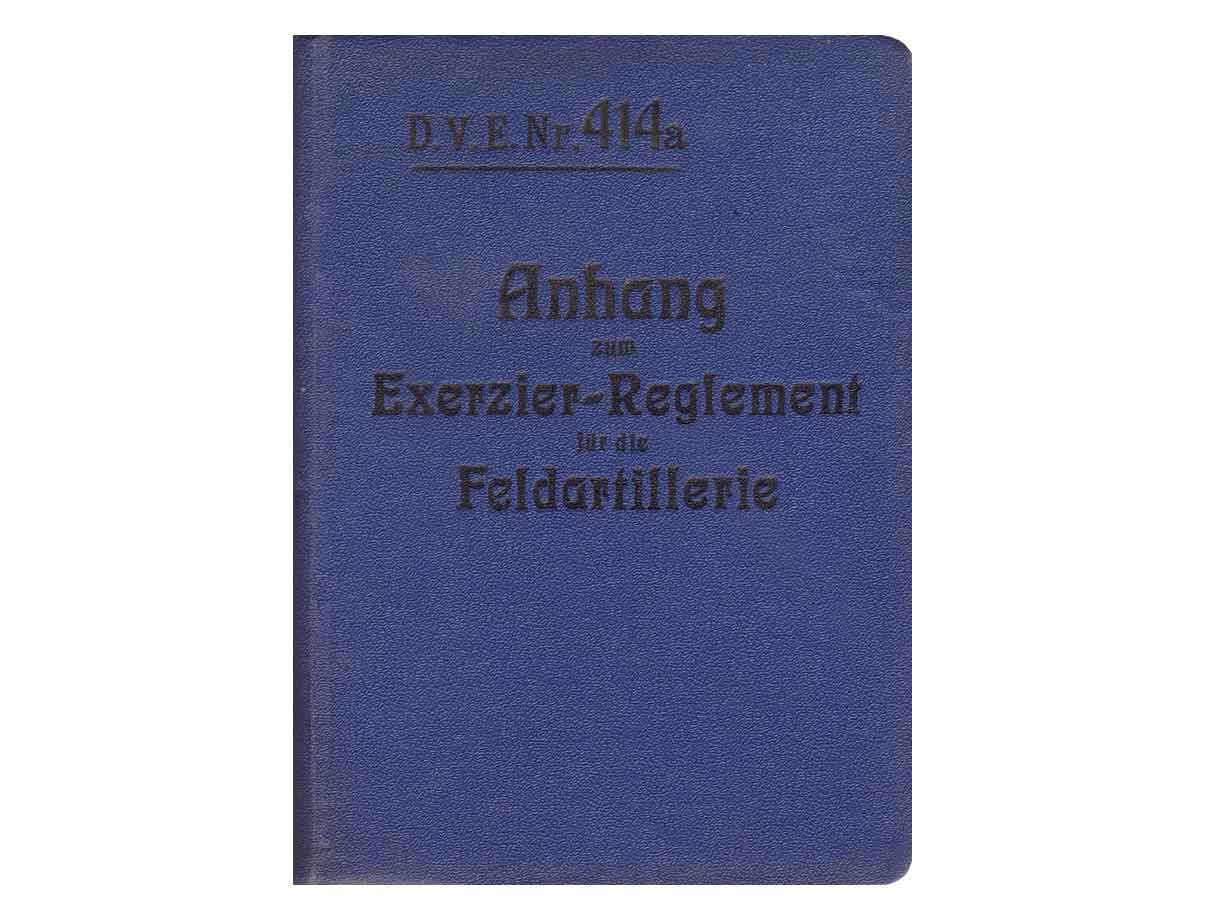 D.V.E.Nr.414a
Anhang
zum
Exerzier-Reglement
für die
Feldartillerie